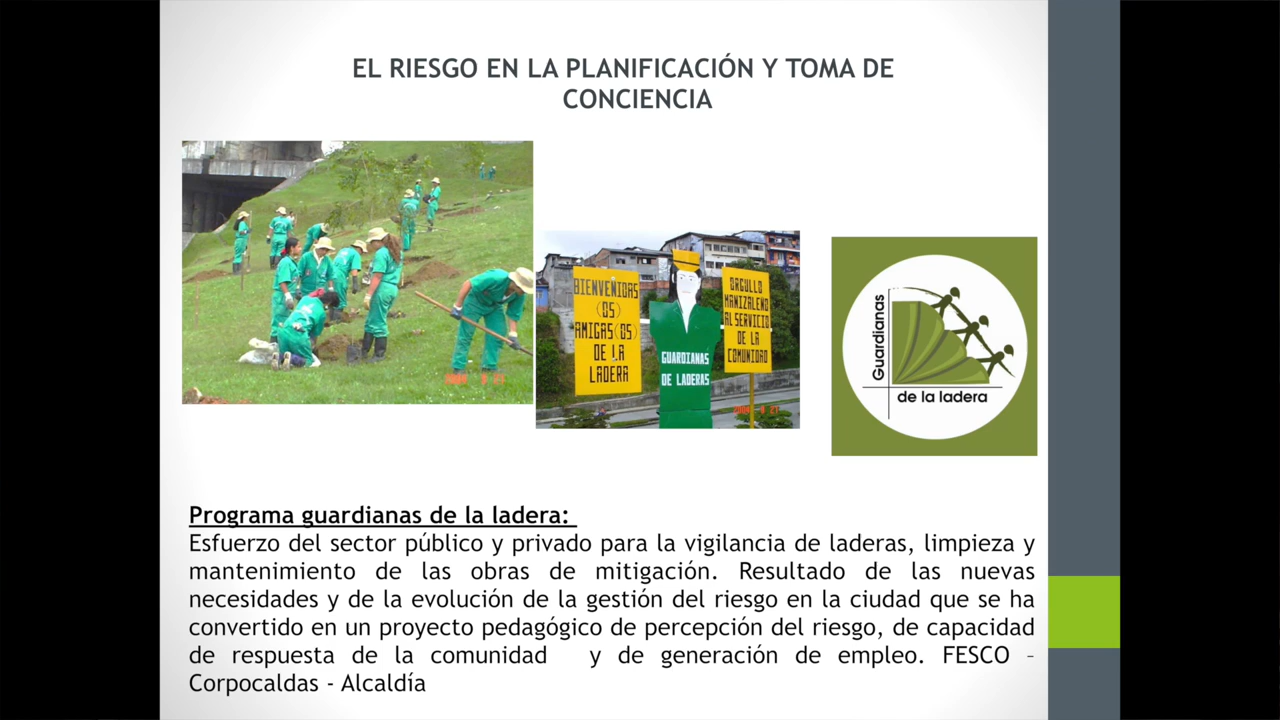 EL RIESGO EN LA PLANIFICACIÓN Y TOMA DE
CONCIENCIA
BIENVENIDAS
(OS)
AMIGAS(OS)
DE LA
LADERA
GUARDIANAS
DE LADERAS
ORGULLO
MANIZALEÑO
AL SERVICIO
DE LA
COMUNIDAD
Guardianas
de la ladera
Programa guardianas de la ladera:
Esfuerzo del sector público y privado para la vigilancia de laderas, limpieza y
mantenimiento de las obras de mitigación. Resultado de las nuevas
necesidades y de la evolución de la gestión del riesgo en la ciudad que se ha
convertido en un proyecto pedagógico de percepción del riesgo, de capacidad
de respuesta de la comunidad y de generación de empleo. FESCO –
Corpocaldas - Alcaldía